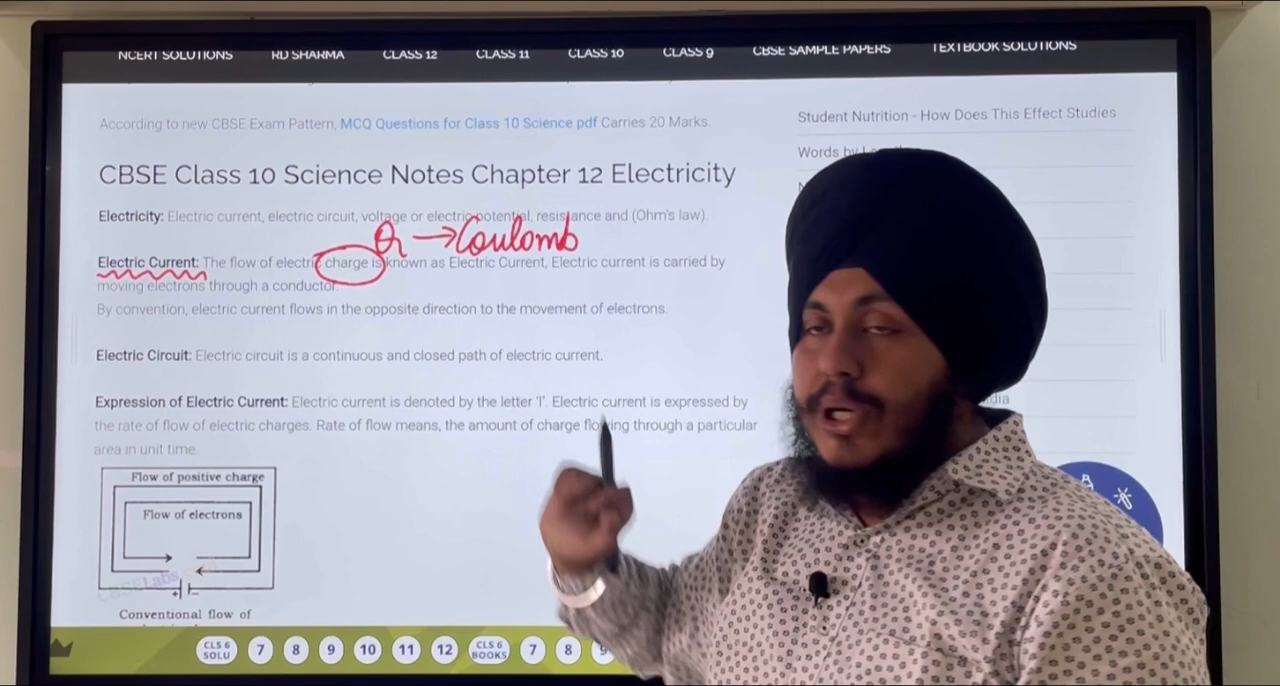 NCERT SOLUTIONS RD SHARMA CLASS 12 CLASS 11 CLASS 10 CLASS 9 CBSE SAMPLE PAPERS TEXTBOOK SOLUTIONS
According to new CBSE Exam Pattern, MCQ Questions for Class 10 Science pdf Carries 20 Marks.
CBSE Class 10 Science Notes Chapter 12 Electricity
Electricity: Electric current, electric circuit, voltage or electric potential, resistance and (Ohm's law).
Q → Coulomb
Electric Current: The flow of electric charge is known as Electric Current, Electric current is carried by
moving electrons through a conductor.
By convention, electric current flows in the opposite direction to the movement of electrons.
Electric Circuit: Electric circuit is a continuous and closed path of electric current.
Expression of Electric Current: Electric current is denoted by the letter 'I'. Electric current is expressed by
the rate of flow of electric charges. Rate of flow means, the amount of charge flowing through a particular
area in unit time.
Flow of positive charge
Flow of electrons
CBSELabs.com
+ -
Conventional flow of
Student Nutrition - How Does This Effect Studies
Words by
dia
CLS 6 SOLU 7 8 9 10 11 12 CLS 6 BOOKS 7 8 9